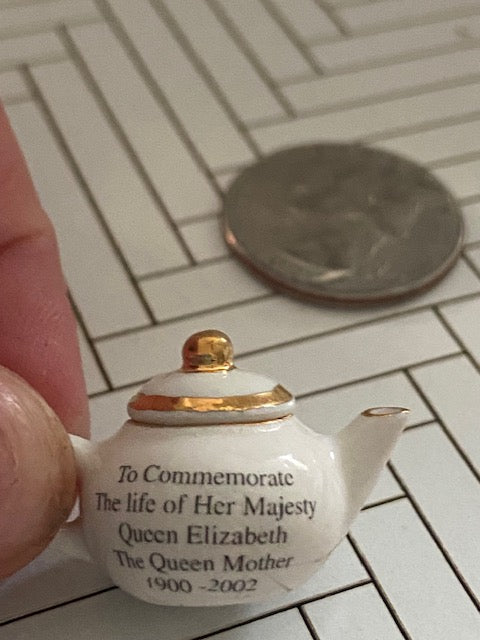 To Commemorate
The life of Her Majesty
Queen Elizabeth
The Queen Mother
1900 -2002